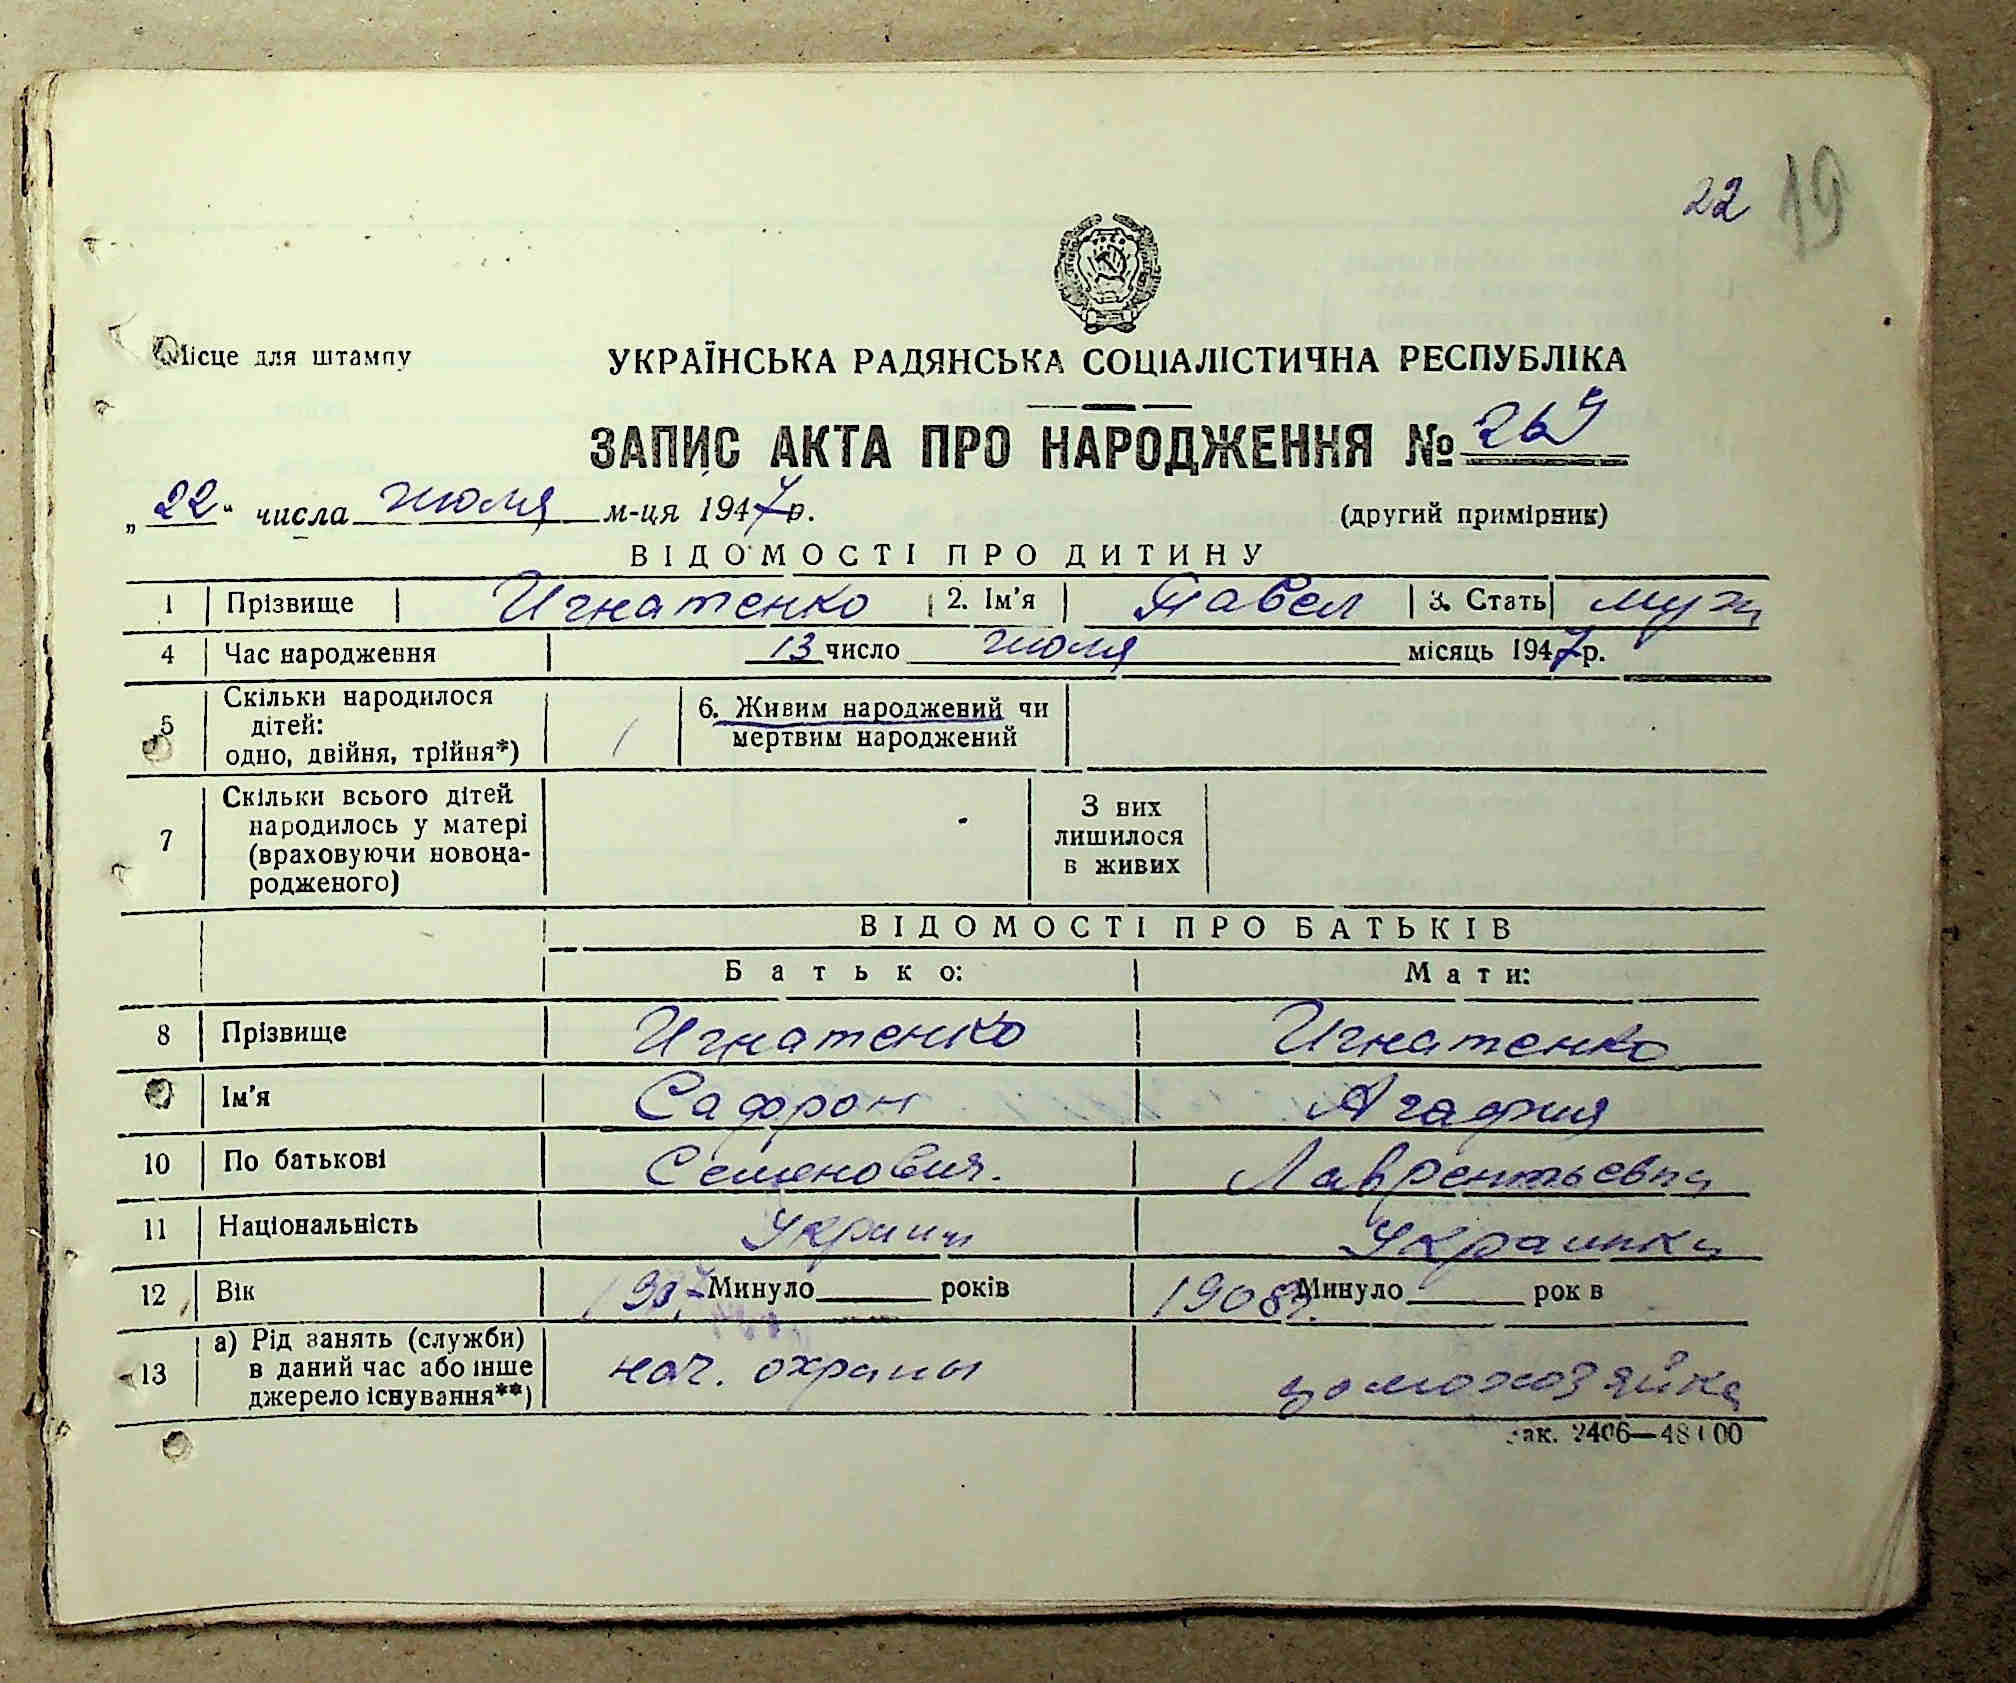 22 19
Місце для штампу
УКРАЇНСЬКА РАДЯНСЬКА СОЦІАЛІСТИЧНА РЕСПУБЛІКА
ЗАПИС АКТА ПРО НАРОДЖЕННЯ № 269
„22“ числа июля м-ця 1947 р. (другий примірник)
ВІДОМОСТІ ПРО ДИТИНУ
1 Прізвище Игнатенко 2. Ім'я Павел 3. Стать муж
4 Час народження 13 число июля місяць 1947 р.
5 Скільки народилося дітей: одно, двійня, трійня*) 1 6. Живим народжений чи мертвим народжений
7 Скільки всього дітей народилось у матері (враховуючи новонародженого) З них лишилося в живих
ВІДОМОСТІ ПРО БАТЬКІВ
Батько: Мати:
8 Прізвище Игнатенко Игнатенко
9 Ім'я Сафрон Агафия
10 По батькові Семенович. Лаврентьевна
11 Національність Украин Украинка
12 Вік 1907 Минуло років 1908 Минуло рок в
13 а) Рід занять (служби) в даний час або інше джерело існування**) нач. охраны домохозяйка
зак. 2406—48100